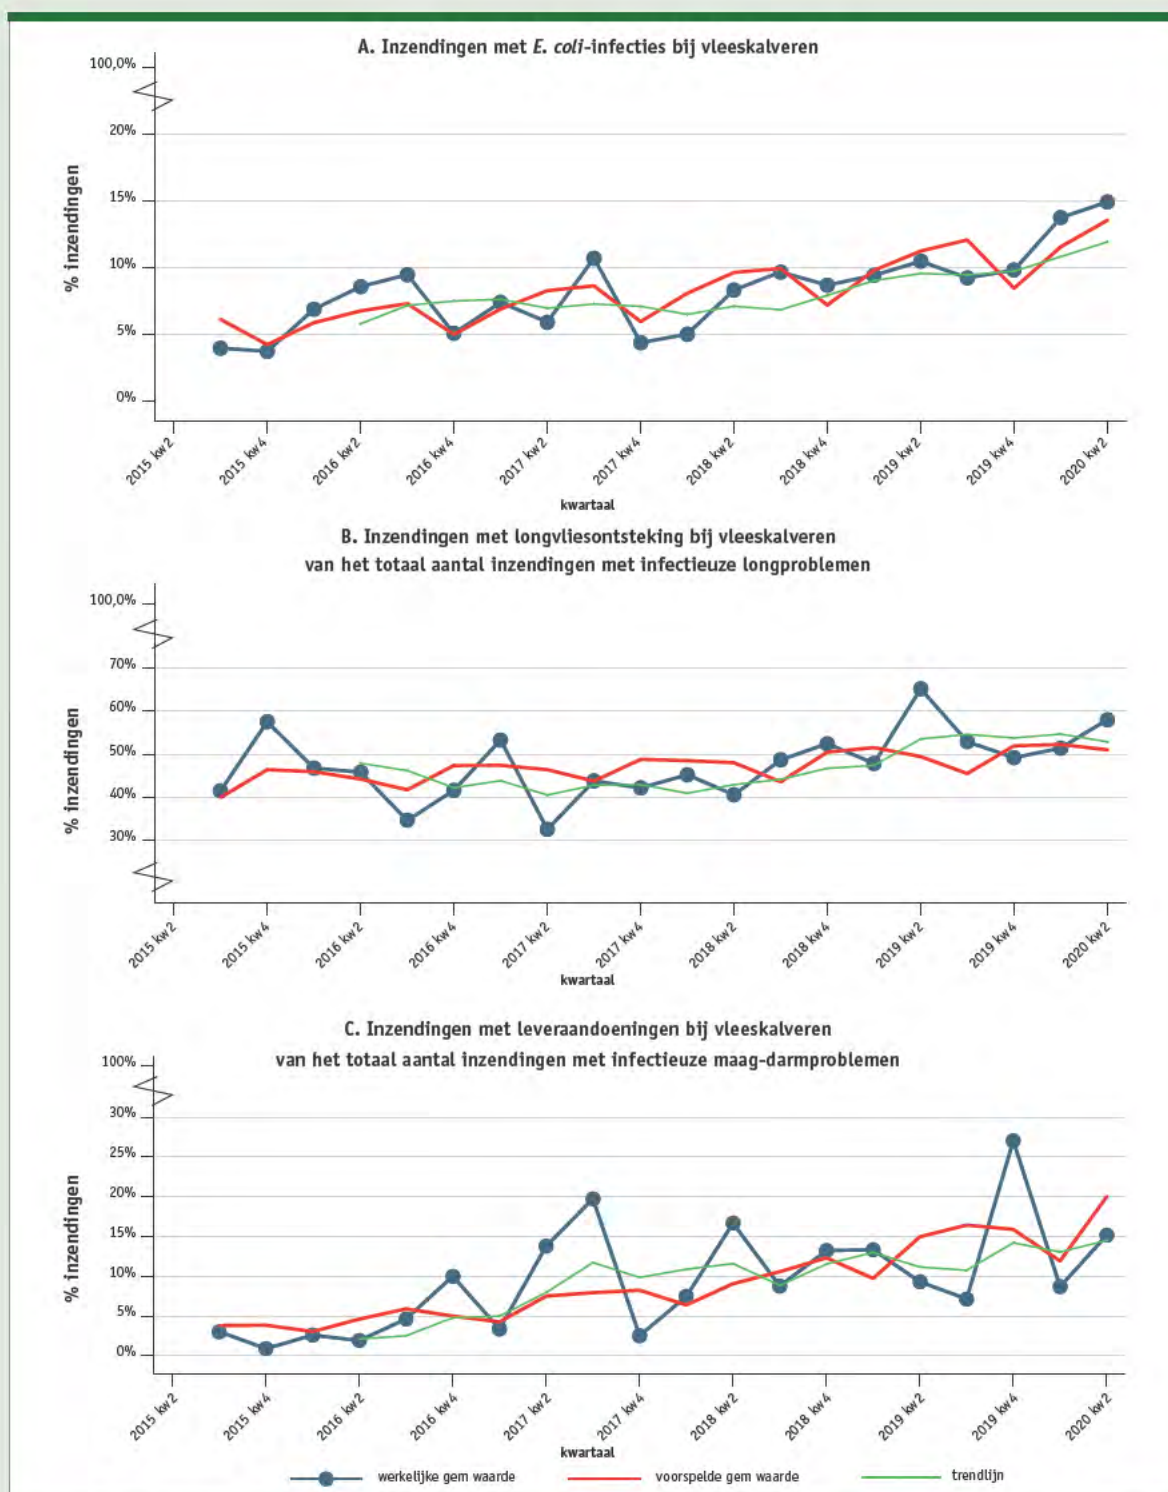 A. Inzendingen met E. coli-infecties bij vleeskalveren
100,0%
20%
15%
10%
5%
0%
% inzendingen
2015 kw2
2015 kw4
2016 kw2
2016 kw4
2017 kw2
2017 kw4
2018 kw2
2018 kw4
2019 kw2
2019 kw4
2020 kw2
kwartaal
B. Inzendingen met longvliesontsteking bij vleeskalveren
van het totaal aantal inzendingen met infectieuze longproblemen
100,0%
70%
60%
50%
40%
30%
% inzendingen
2015 kw2
2015 kw4
2016 kw2
2016 kw4
2017 kw2
2017 kw4
2018 kw2
2018 kw4
2019 kw2
2019 kw4
2020 kw2
kwartaal
C. Inzendingen met leveraandoeningen bij vleeskalveren
van het totaal aantal inzendingen met infectieuze maag-darmproblemen
100%
30%
25%
20%
15%
10%
5%
0%
% inzendingen
2015 kw2
2015 kw4
2016 kw2
2016 kw4
2017 kw2
2017 kw4
2018 kw2
2018 kw4
2019 kw2
2019 kw4
2020 kw2
kwartaal
werkelijke gem waarde
voorspelde gem waarde
trendlijn